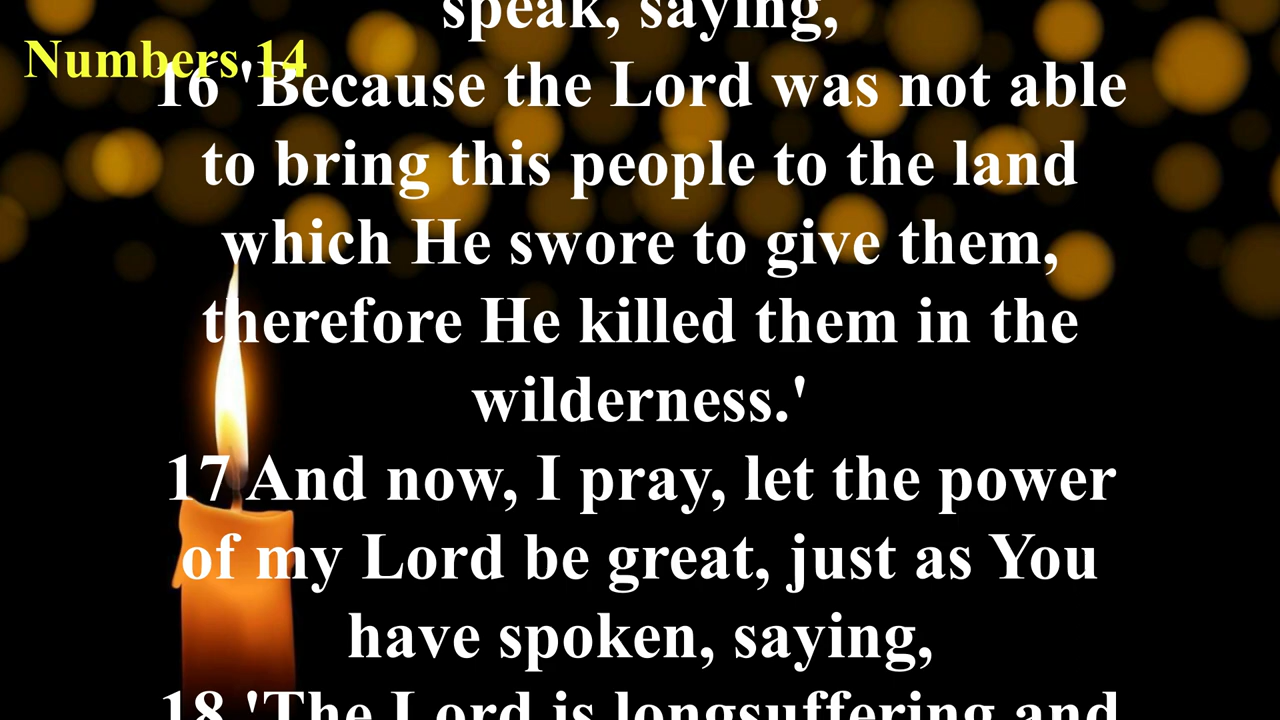 speak, saying,
Numbers 14
16 'Because the Lord was not able
to bring this people to the land
which He swore to give them,
therefore He killed them in the
wilderness.'
17 And now, I pray, let the power
of my Lord be great, just as You
have spoken, saying,
18 'The Lord is longsuffering and